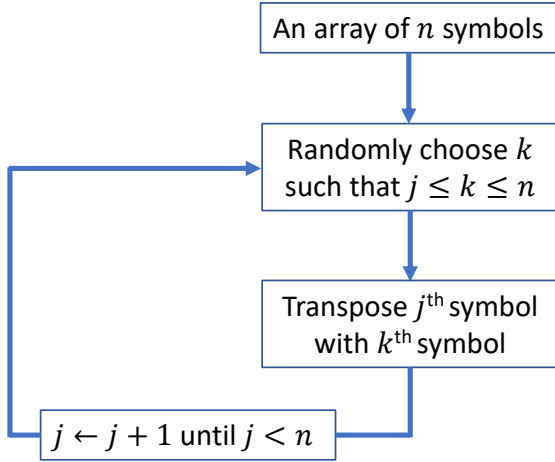 An array of n symbols
Randomly choose k
such that j ≤ k ≤ n
Transpose jᵗʰ symbol
with kᵗʰ symbol
j ← j + 1 until j < n